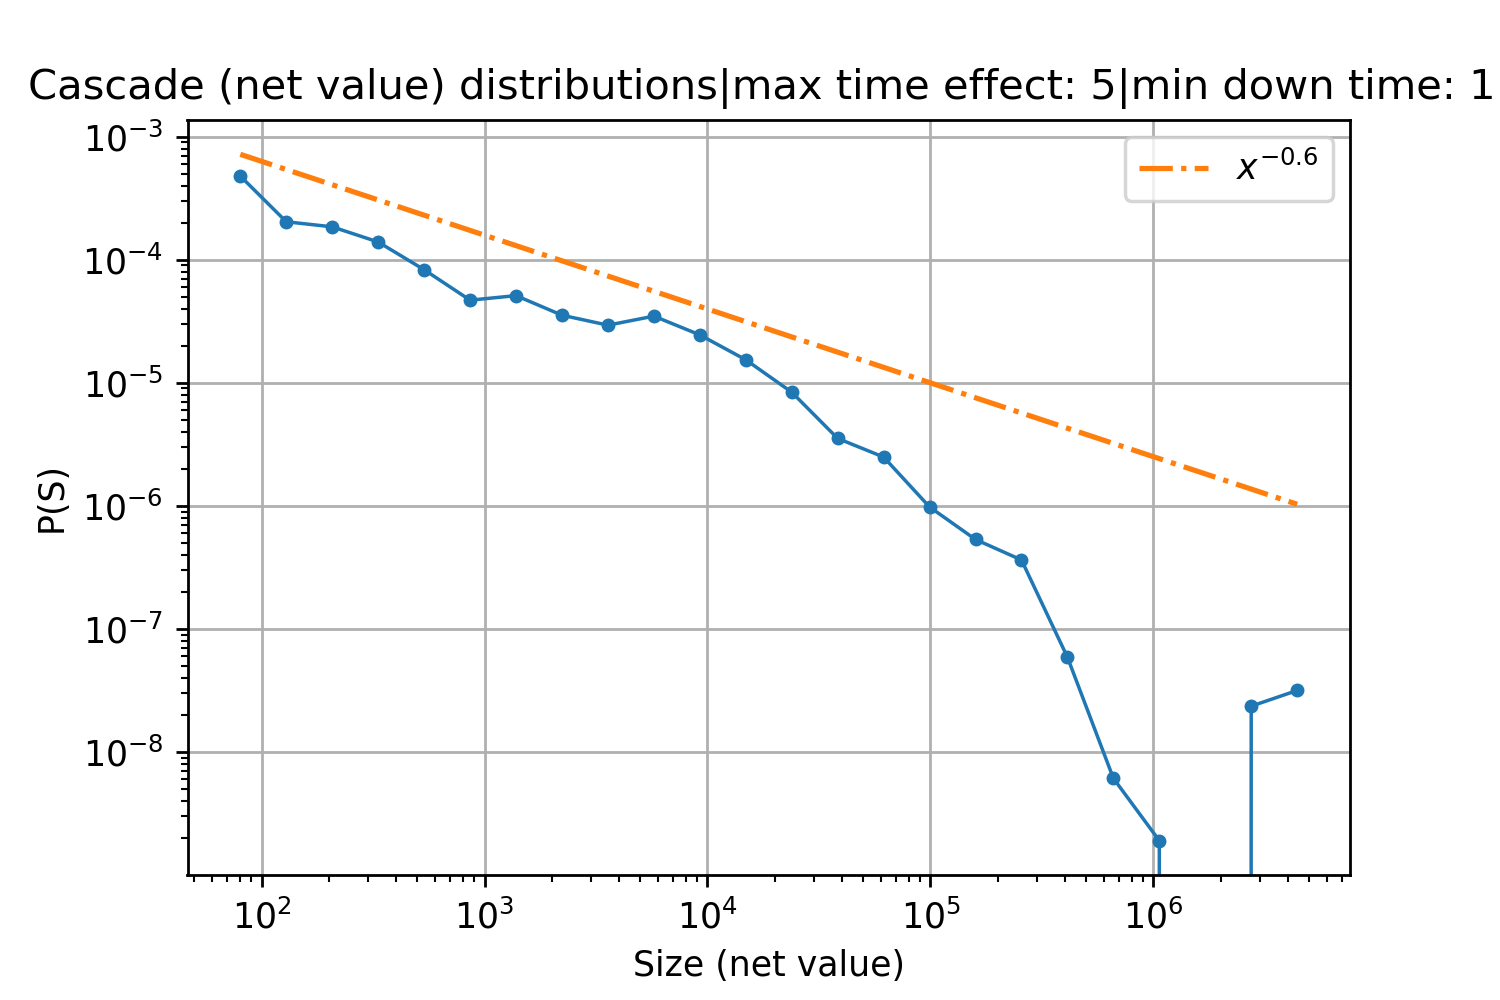 Cascade (net value) distributions|max time effect: 5|min down time: 1
x^{-0.6}
P(S)
10^{-3}
10^{-4}
10^{-5}
10^{-6}
10^{-7}
10^{-8}
10^{2} 10^{3} 10^{4} 10^{5} 10^{6}
Size (net value)